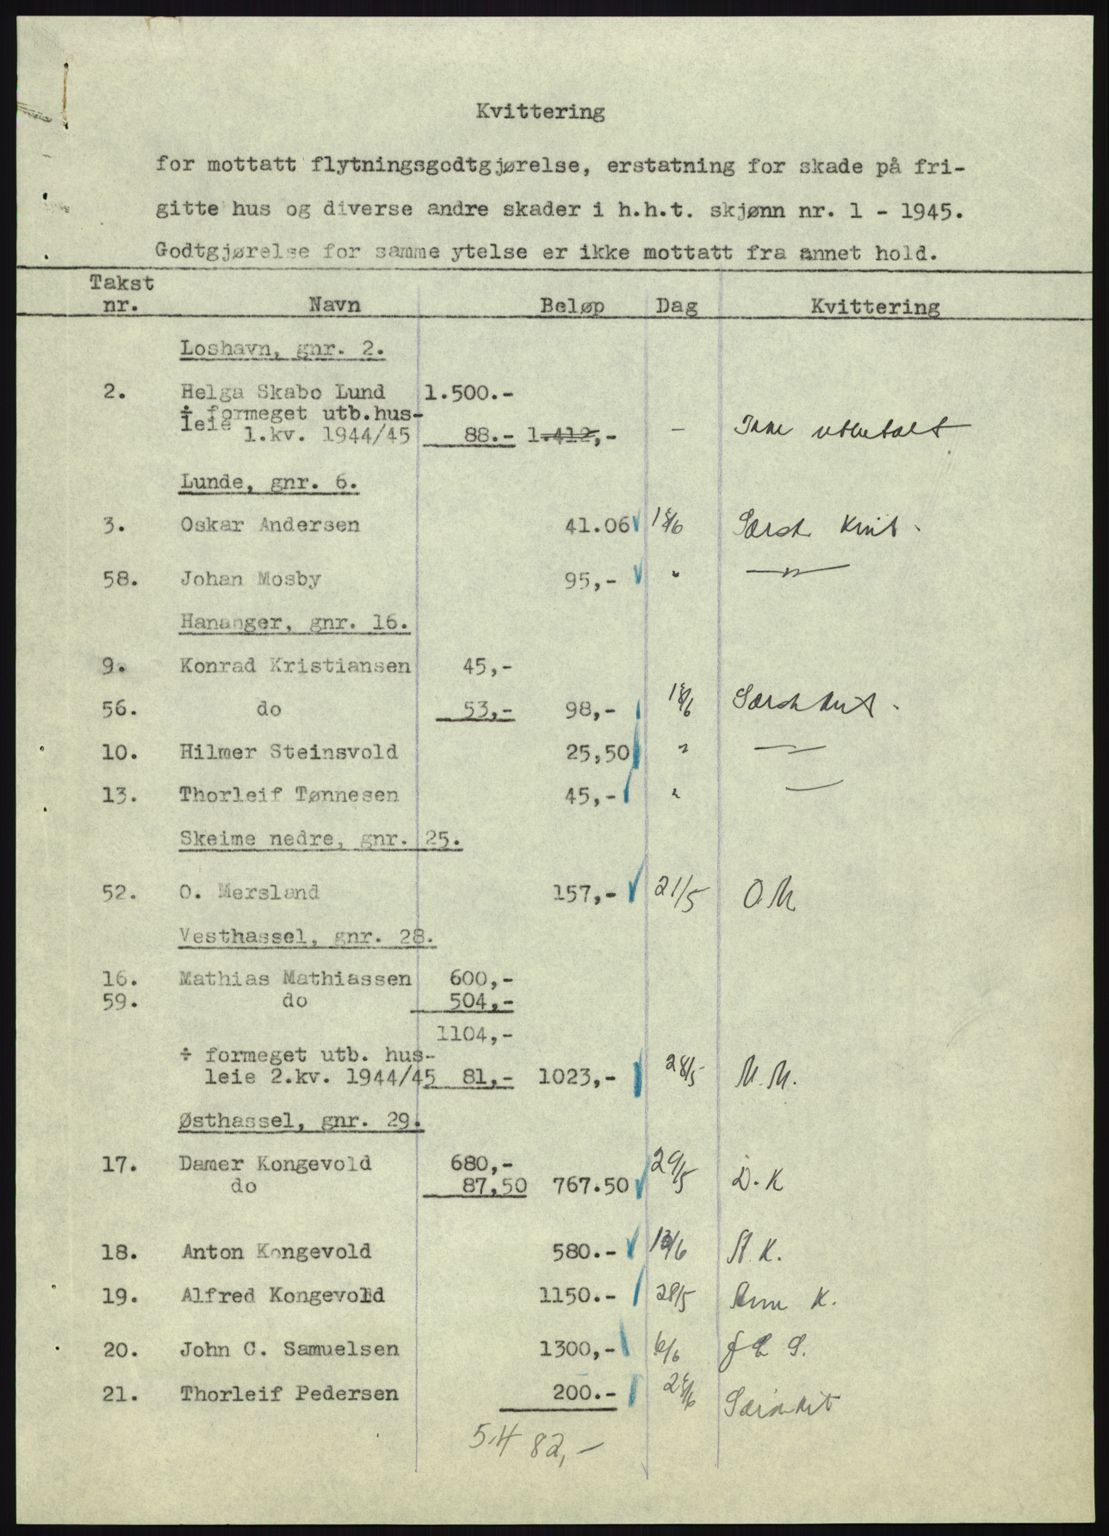 Kvittering
for mottatt flytningsgodtgjørelse, erstatning for skade på fri-
gitte hus og diverse andre skader i h.h.t. skjønn nr. 1 - 1945.
Godtgjørelse for samme ytelse er ikke mottatt fra annet hold.
Takst
nr. Navn Beløp Dag Kvittering
Loshavn, gnr. 2.
2. Helga Skabo Lund 1.500.-
÷ formeget utb.hus-
leie 1.kv. 1944/45 88.- 1.412,- - Ikke utbetalt
Lunde, gnr. 6.
3. Oskar Andersen 41.06 18/6 Særsk kvit.
58. Johan Mosby 95,- " -"-
Hananger, gnr. 16.
9. Konrad Kristiansen 45,-
56. do 53,- 98,- 18/6 Særsk kvit.
10. Hilmer Steinsvold 25,50 " -"-
13. Thorleif Tønnesen 45,- "
Skeime nedre, gnr. 25.
52. O. Mersland 157,- 21/5 O.M
Vesthassel, gnr. 28.
16. Mathias Mathiassen 600,-
59. do 504,-
1104,-
÷ formeget utb. hus-
leie 2.kv. 1944/45 81,- 1023,- 28/5 M.M.
Østhassel, gnr. 29.
17. Damer Kongevold 680,- 29/5
do 87,50 767.50 D.K
18. Anton Kongevold 580.- /6 A.K.
19. Alfred Kongevold 1150.- 28/5 K.
20. John C. Samuelsen 1300,- 6/6 J C S.
21. Thorleif Pedersen 200.- /6
5482,-